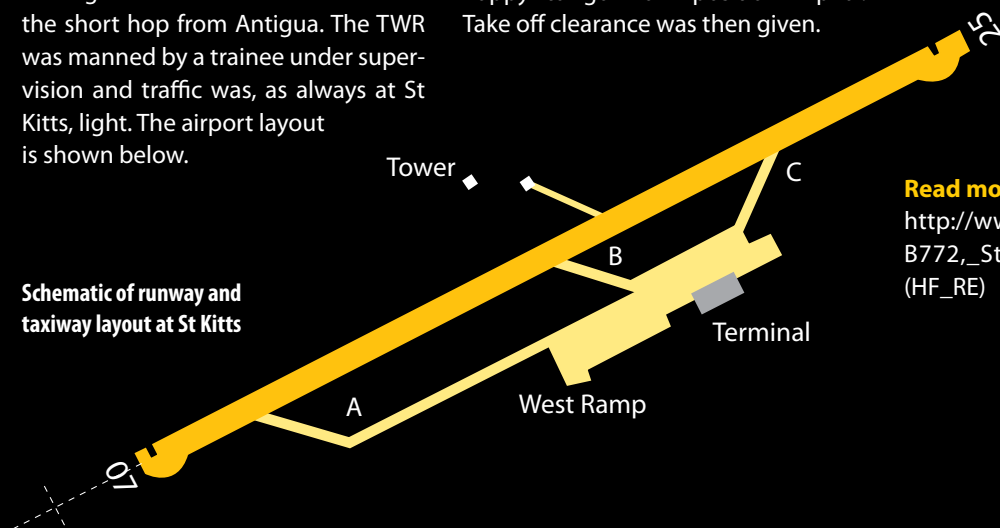 the short hop from Antigua. The TWR
was manned by a trainee under super-
vision and traffic was, as always at St
Kitts, light. The airport layout
is shown below.
Take off clearance was then given.
25
Tower
C
B
Read mo
http://ww
B772,_St
(HF_RE)
Schematic of runway and
taxiway layout at St Kitts
Terminal
West Ramp
A
07